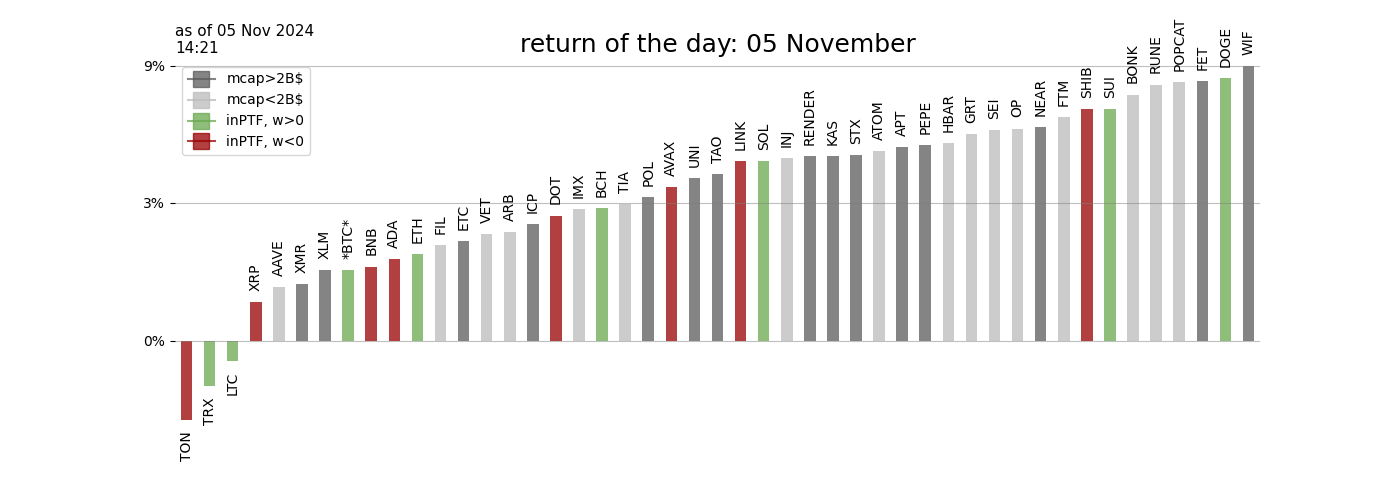 as of 05 Nov 2024
14:21
return of the day: 05 November
9%
3%
0%
mcap>2B$
mcap<2B$
inPTF, w>0
inPTF, w<0
TON
TRX
LTC
XRP
AAVE
XMR
XLM
*BTC*
BNB
ADA
ETH
FIL
ETC
VET
ARB
ICP
DOT
IMX
BCH
TIA
POL
AVAX
UNI
TAO
LINK
SOL
INJ
RENDER
KAS
STX
ATOM
APT
PEPE
HBAR
GRT
SEI
OP
NEAR
FTM
SHIB
SUI
BONK
RUNE
POPCAT
FET
DOGE
WIF